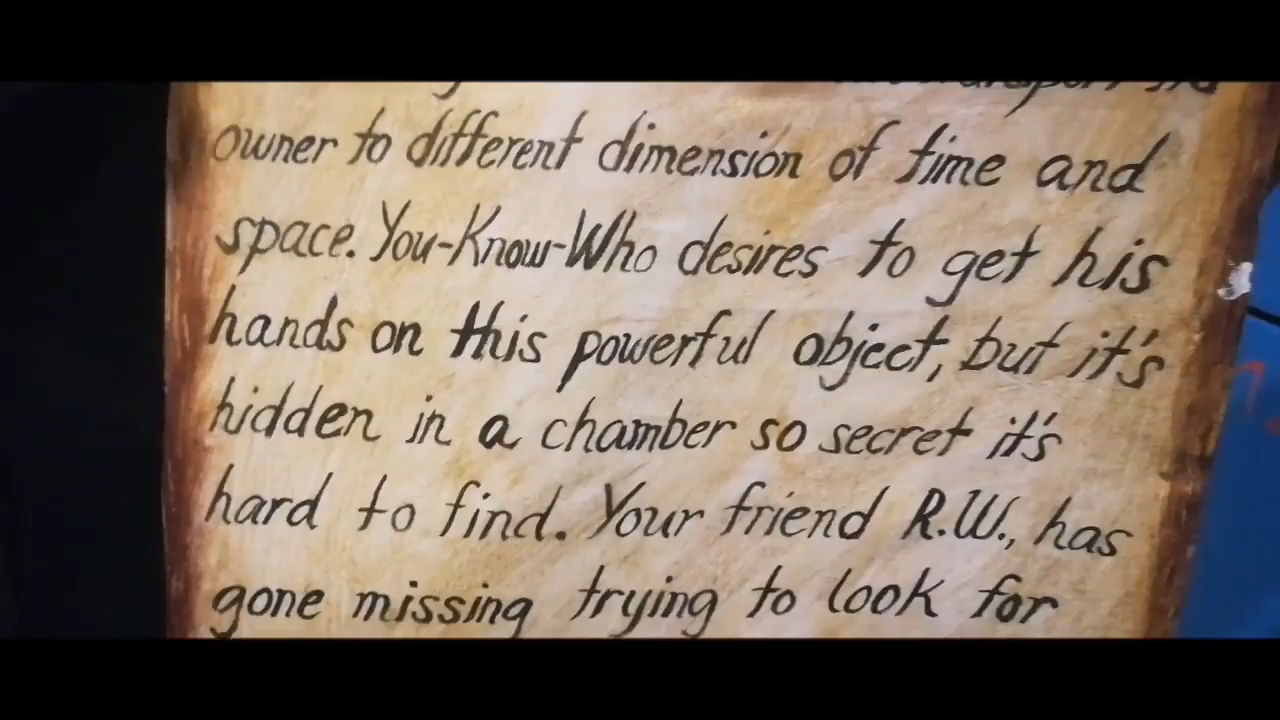 owner to different dimension of time and
space. You-Know-Who desires to get his
hands on this powerful object, but it's
hidden in a chamber so secret it's
hard to find. Your friend R.W., has
gone missing trying to look for